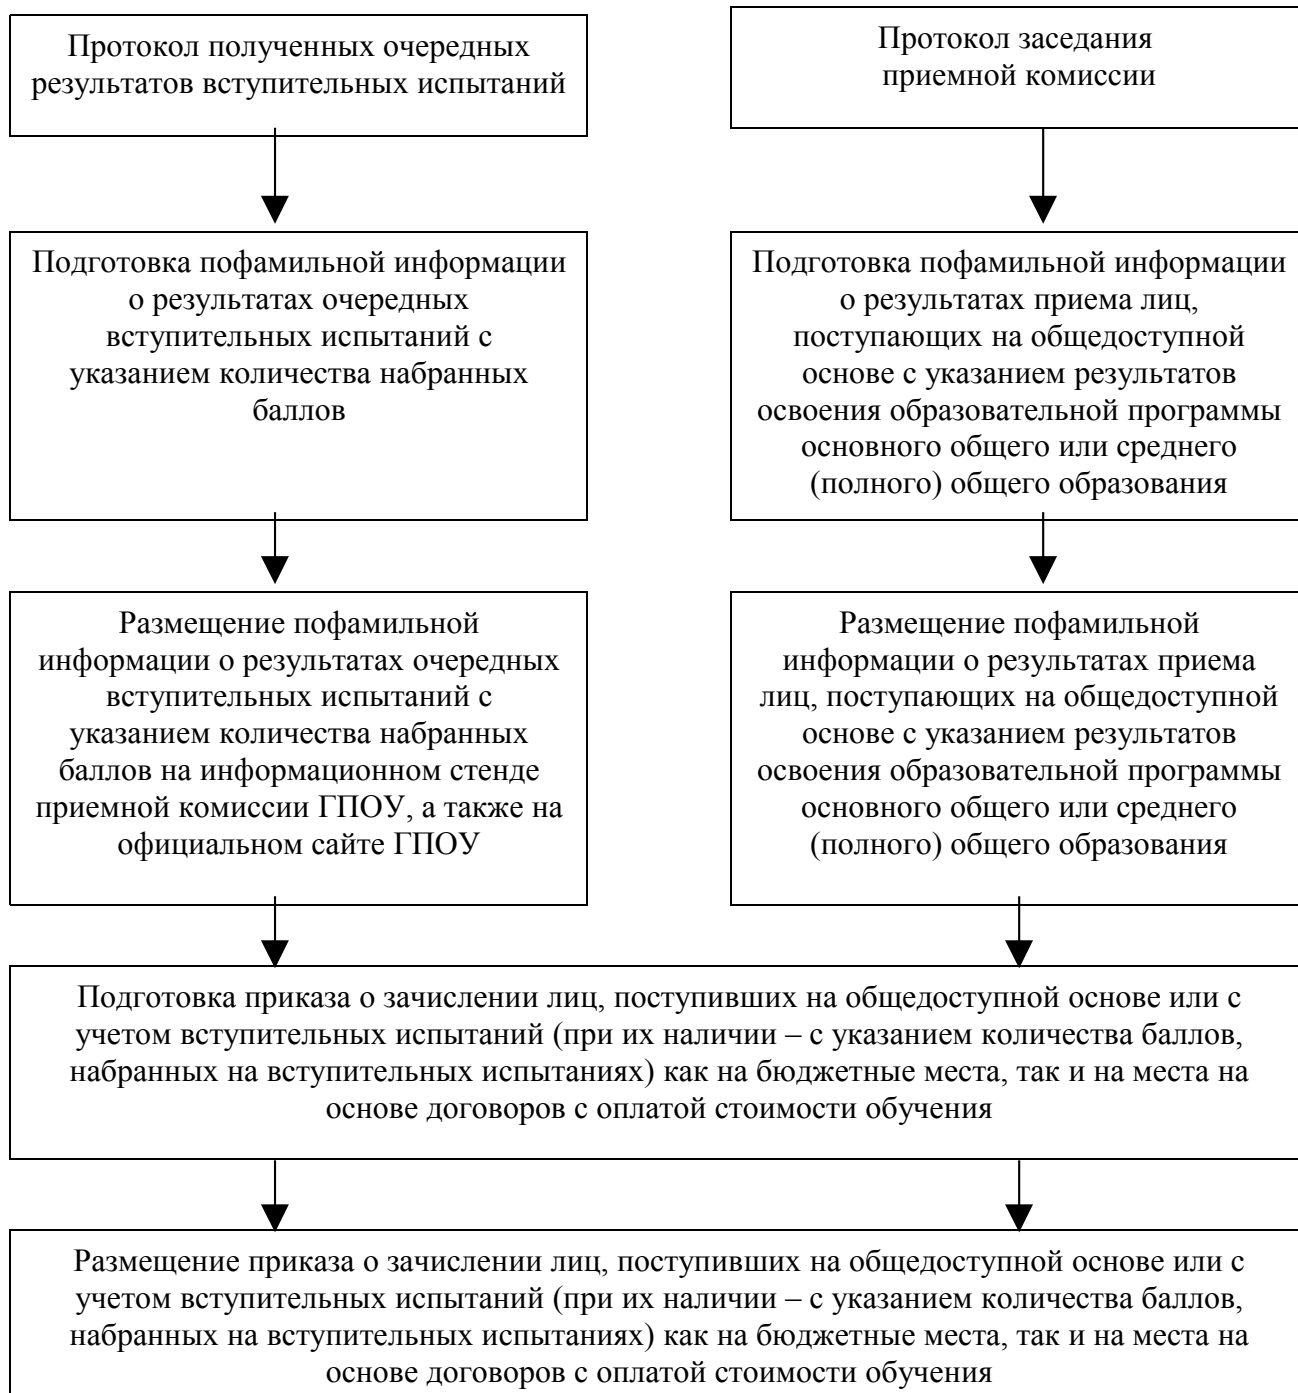 Протокол полученных очередных
результатов вступительных испытаний
Протокол заседания
приемной комиссии
Подготовка пофамильной информации
о результатах очередных
вступительных испытаний с
указанием количества набранных
баллов
Подготовка пофамильной информации
о результатах приема лиц,
поступающих на общедоступной
основе с указанием результатов
освоения образовательной программы
основного общего или среднего
(полного) общего образования
Размещение пофамильной
информации о результатах очередных
вступительных испытаний с
указанием количества набранных
баллов на информационном стенде
приемной комиссии ГПОУ, а также на
официальном сайте ГПОУ
Размещение пофамильной
информации о результатах приема
лиц, поступающих на общедоступной
основе с указанием результатов
освоения образовательной программы
основного общего или среднего
(полного) общего образования
Подготовка приказа о зачислении лиц, поступивших на общедоступной основе или с
учетом вступительных испытаний (при их наличии – с указанием количества баллов,
набранных на вступительных испытаниях) как на бюджетные места, так и на места на
основе договоров с оплатой стоимости обучения
Размещение приказа о зачислении лиц, поступивших на общедоступной основе или с
учетом вступительных испытаний (при их наличии – с указанием количества баллов,
набранных на вступительных испытаниях) как на бюджетные места, так и на места на
основе договоров с оплатой стоимости обучения